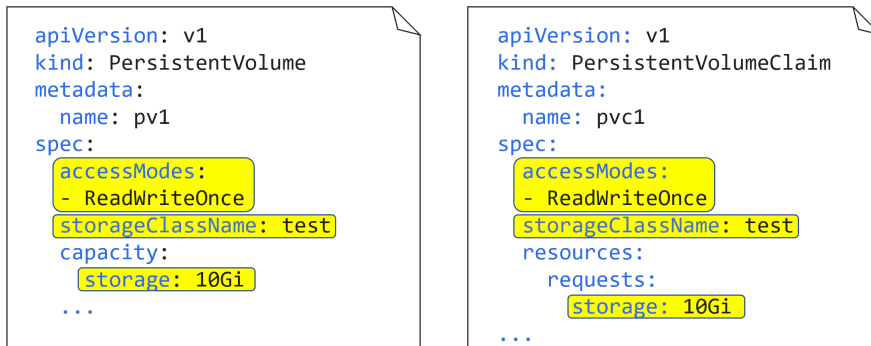 apiVersion: v1
kind: PersistentVolume
metadata:
  name: pv1
spec:
  accessModes:
  - ReadWriteOnce
  storageClassName: test
  capacity:
    storage: 10Gi
  ...
apiVersion: v1
kind: PersistentVolumeClaim
metadata:
  name: pvc1
spec:
  accessModes:
  - ReadWriteOnce
  storageClassName: test
  resources:
    requests:
      storage: 10Gi
...